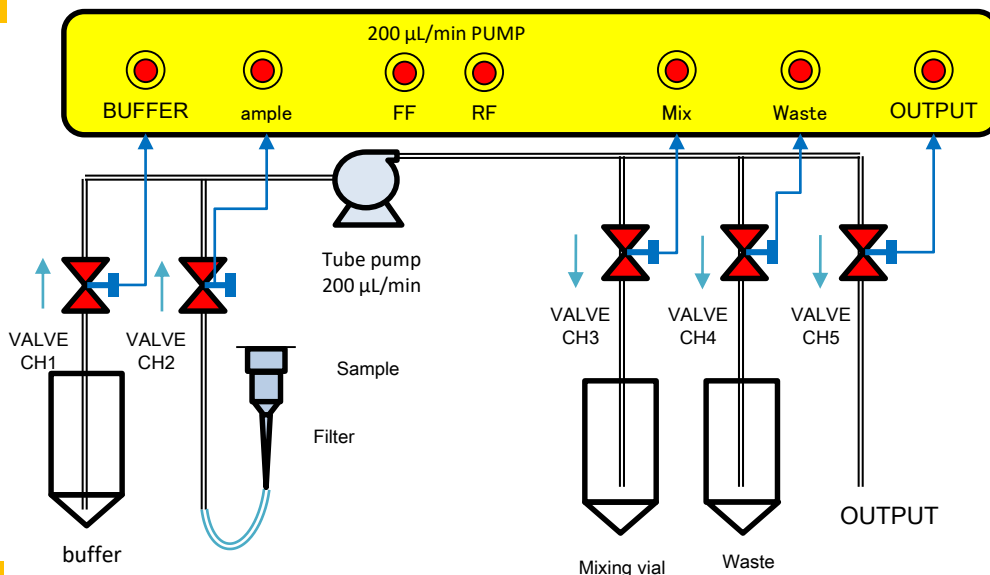 200 µL/min PUMP
BUFFER
ample
FF
RF
Mix
Waste
OUTPUT
Tube pump
200 µL/min
VALVE
CH1
VALVE
CH2
VALVE
CH3
VALVE
CH4
VALVE
CH5
Sample
Filter
buffer
Mixing vial
Waste
OUTPUT